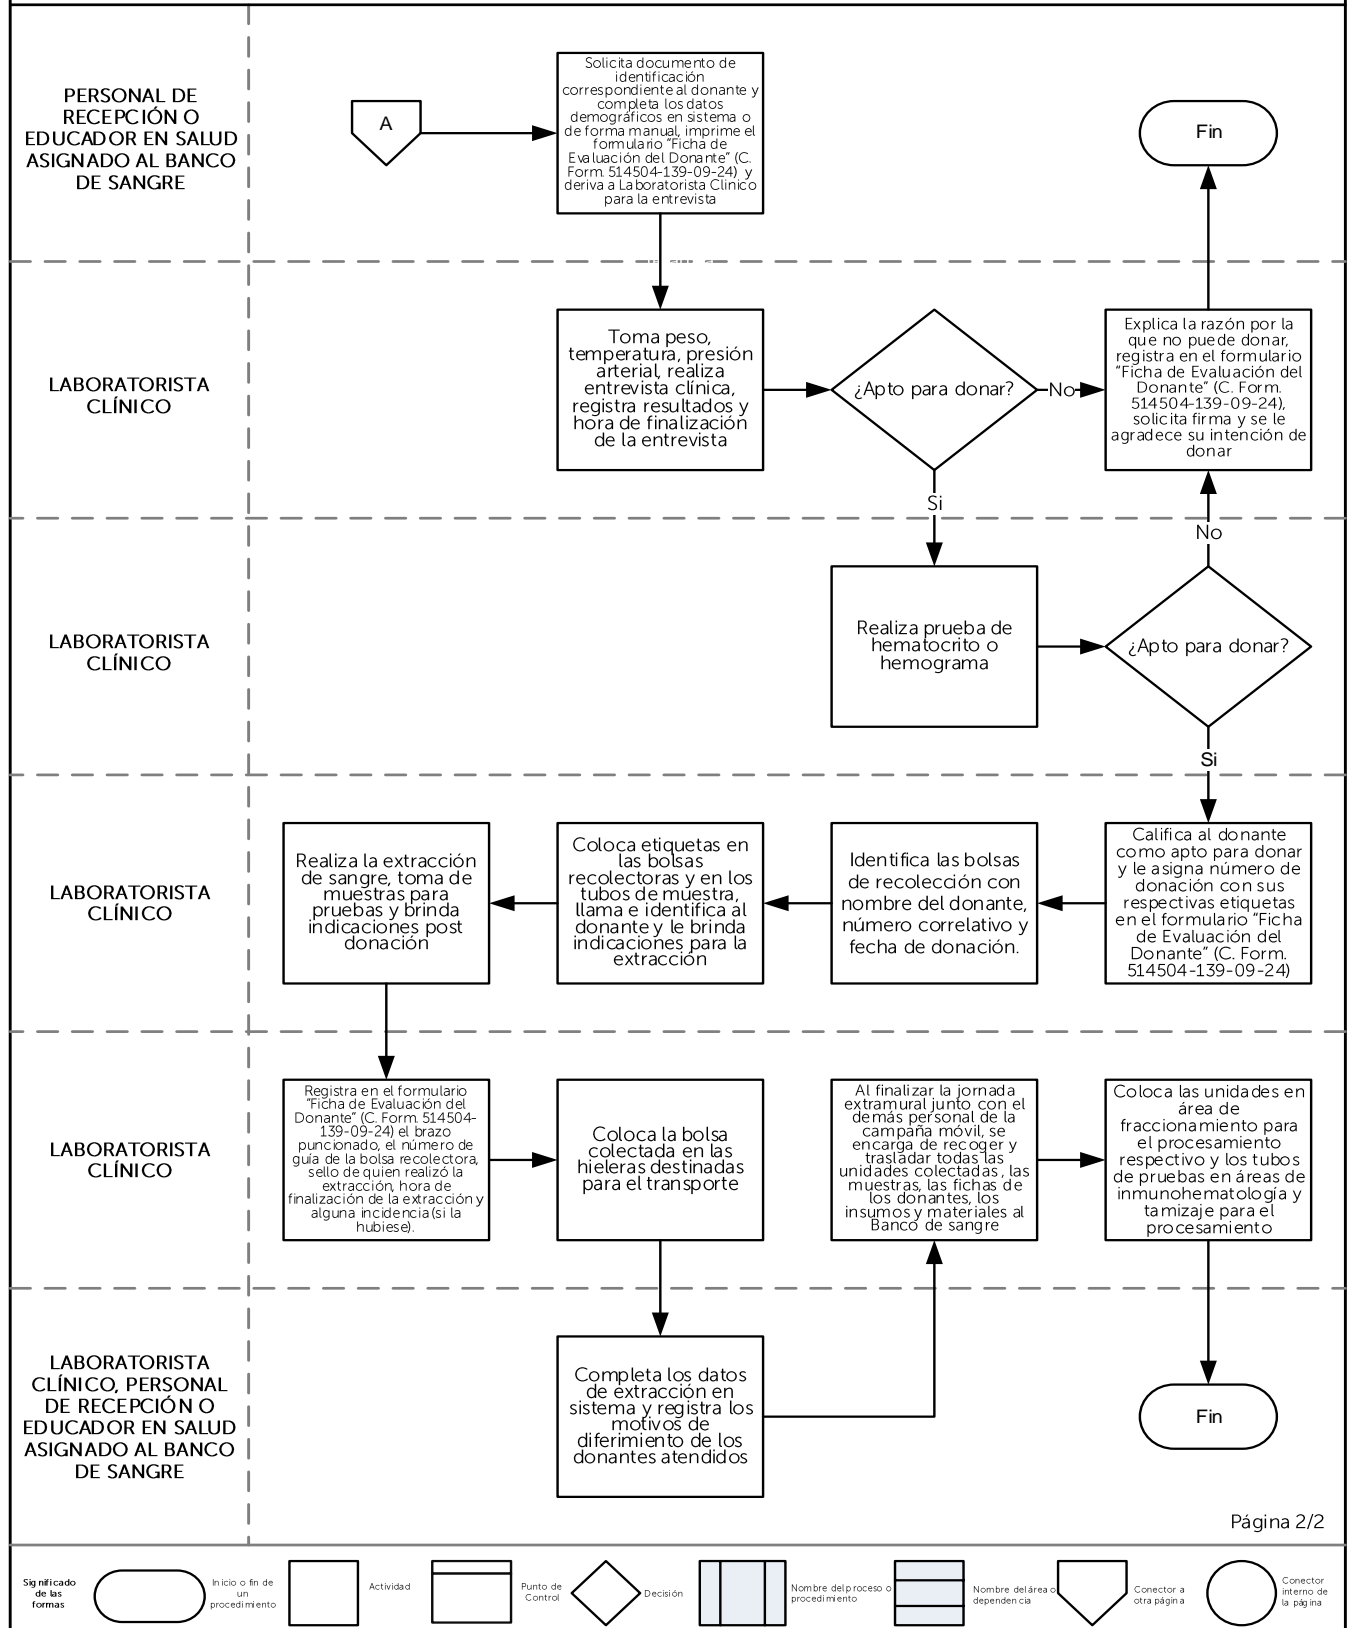 PERSONAL DE
RECEPCIÓN O
EDUCADOR EN SALUD
ASIGNADO AL BANCO
DE SANGRE
A
Solicita documento de
identificación
correspondiente al donante y
completa los datos
demográficos en sistema o
de forma manual, imprime el
formulario “Ficha de
Evaluación del Donante” (C.
Form. 514504-139-09-24) y
deriva a Laboratorista Clínico
para la entrevista
Fin
LABORATORISTA
CLÍNICO
Toma peso,
temperatura, presión
arterial, realiza
entrevista clínica,
registra resultados y
hora de finalización
de la entrevista
¿Apto para donar?
No
Explica la razón por la
que no puede donar,
registra en el formulario
“Ficha de Evaluación del
Donante” (C. Form.
514504-139-09-24),
solicita firma y se le
agradece su intención de
donar
Si
No
LABORATORISTA
CLÍNICO
Realiza prueba de
hematocrito o
hemograma
¿Apto para donar?
Si
LABORATORISTA
CLÍNICO
Realiza la extracción
de sangre, toma de
muestras para
pruebas y brinda
indicaciones post
donación
Coloca etiquetas en
las bolsas
recolectoras y en los
tubos de muestra,
llama e identifica al
donante y le brinda
indicaciones para la
extracción
Identifica las bolsas
de recolección con
nombre del donante,
número correlativo y
fecha de donación.
Califica al donante
como apto para donar
y le asigna número de
donación con sus
respectivas etiquetas
en el formulario “Ficha
de Evaluación del
Donante” (C. Form.
514504-139-09-24)
LABORATORISTA
CLÍNICO
Registra en el formulario
“Ficha de Evaluación del
Donante” (C. Form. 514504-
139-09-24) el brazo
puncionado, el número de
guía de la bolsa recolectora,
sello de quien realizó la
extracción, hora de
finalización de la extracción y
alguna incidencia (si la
hubiese).
Coloca la bolsa
colectada en las
hieleras destinadas
para el transporte
Al finalizar la jornada
extramural junto con el
demás personal de la
campaña móvil, se
encarga de recoger y
trasladar todas las
unidades colectadas, las
muestras, las fichas de
los donantes, los
insumos y materiales al
Banco de sangre
Coloca las unidades en
área de
fraccionamiento para
el procesamiento
respectivo y los tubos
de pruebas en áreas de
inmunohematología y
tamizaje para el
procesamiento
LABORATORISTA
CLÍNICO, PERSONAL
DE RECEPCIÓN O
EDUCADOR EN SALUD
ASIGNADO AL BANCO
DE SANGRE
Completa los datos
de extracción en
sistema y registra los
motivos de
diferimiento de los
donantes atendidos
Fin
Página 2/2
Significado
de las
formas
Inicio o fin de
un
procedimiento
Actividad
Punto de
Control
Decisión
Nombre del proceso o
procedimiento
Nombre del área o
dependencia
Conector a
otra página
Conector
interno de
la página